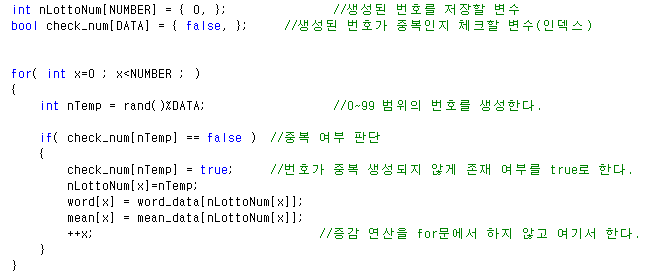 int nLottoNum[NUMBER] = { 0, }; //생성된 번호를 저장할 변수
bool check_num[DATA] = { false, }; //생성된 번호가 중복인지 체크할 변수(인덱스)
for( int x=0 ; x<NUMBER ; )
{
int nTemp = rand()%DATA; //0~99 범위의 번호를 생성한다.
if( check_num[nTemp] == false ) //중복 여부 판단
{
check_num[nTemp] = true; //번호가 중복 생성되지 않게 존재 여부를 true로 한다.
nLottoNum[x]=nTemp;
word[x] = word_data[nLottoNum[x]];
mean[x] = mean_data[nLottoNum[x]];
++x; //증감 연산을 for문에서 하지 않고 여기서 한다.
}
}